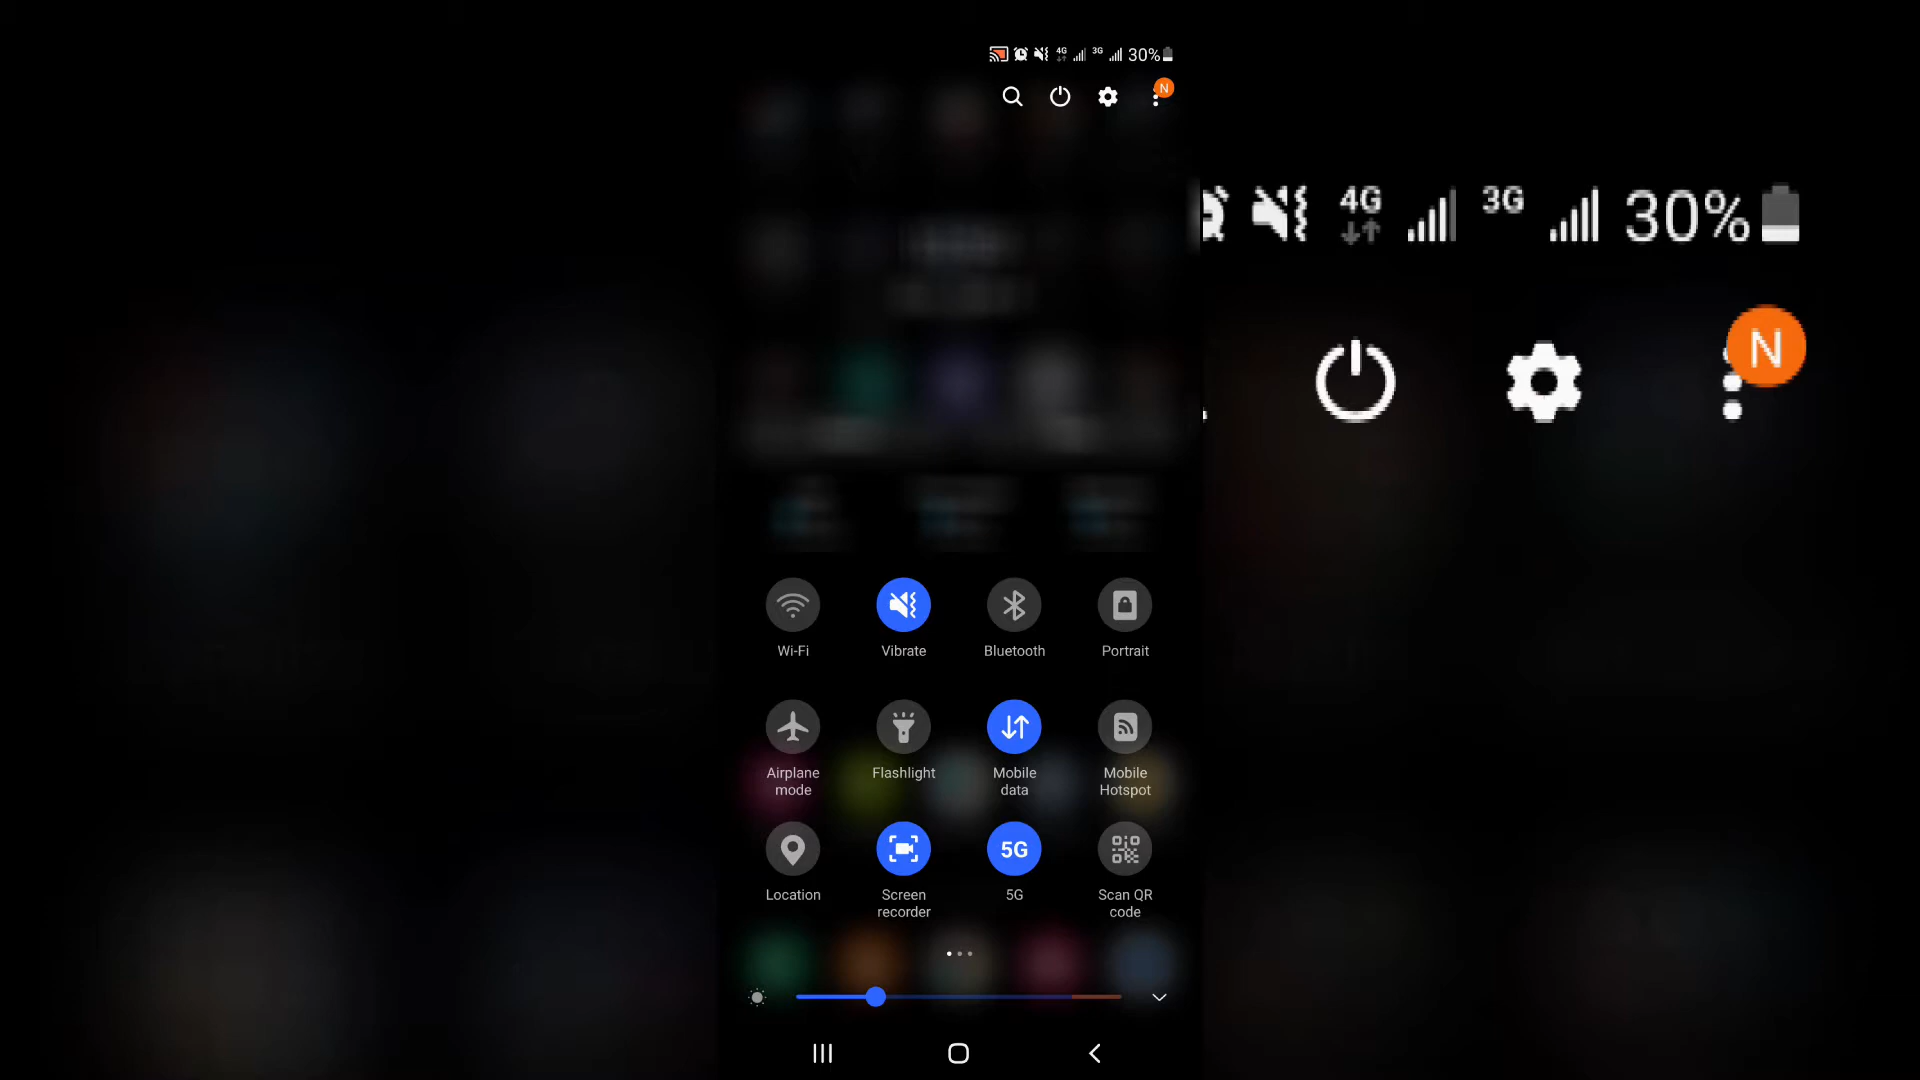 4G 3G 30%
N
4G 3G 30%
N
Wi-Fi Vibrate Bluetooth Portrait
Airplane mode Flashlight Mobile data Mobile Hotspot
Location Screen recorder 5G 5G Scan QR code